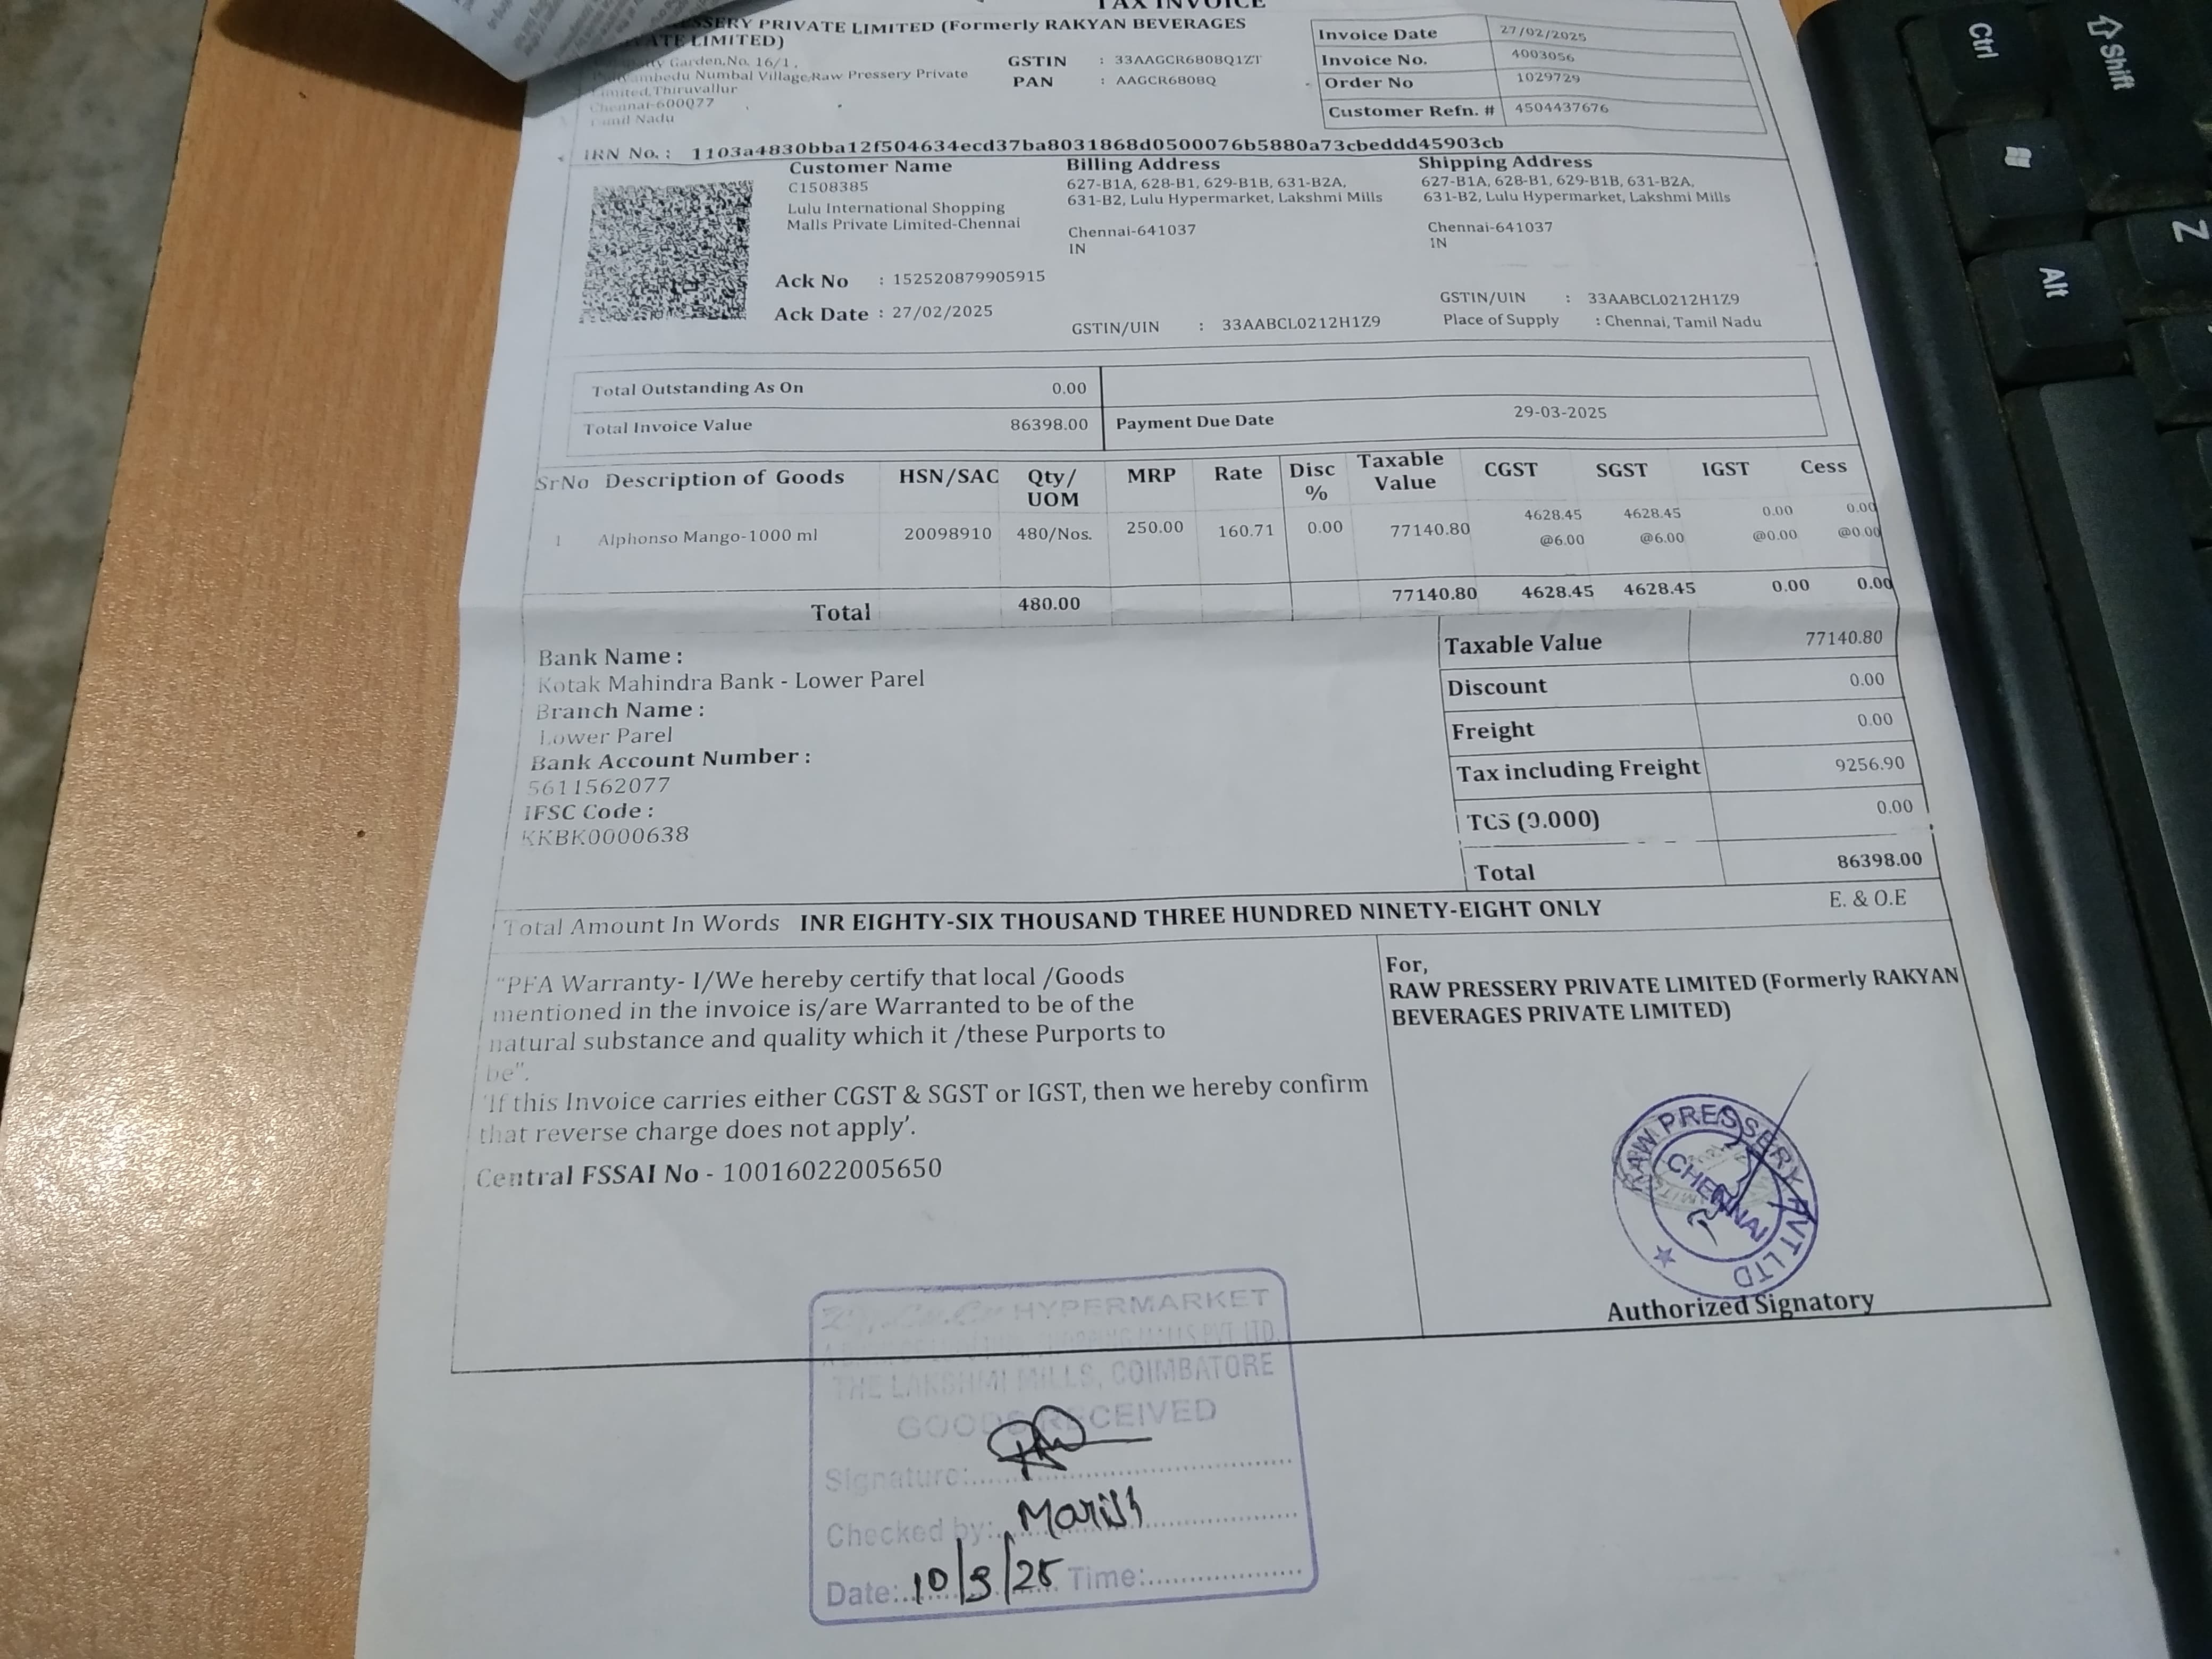 TAX INVOICE
PRESSERY PRIVATE LIMITED (Formerly RAKYAN BEVERAGES
LIMITED)
Garden,No. 16/1,
Numbal Village,Raw Pressery Private
Limited,Thiruvallur
Chennai-600077
Tamil Nadu
GSTIN : 33AAGCR6808Q1ZT
PAN : AAGCR6808Q
Invoice Date 27/02/2025
Invoice No. 4003056
Order No 1029729
Customer Refn. # 4504437676
IRN No. : 1103a4830bba12f504634ecd37ba8031868d0500076b5880a73cbeddd45903cb
Customer Name
C1508385
Lulu International Shopping
Malls Private Limited-Chennai
Billing Address
627-B1A, 628-B1, 629-B1B, 631-B2A,
631-B2, Lulu Hypermarket, Lakshmi Mills
Chennai-641037
IN
Shipping Address
627-B1A, 628-B1, 629-B1B, 631-B2A,
631-B2, Lulu Hypermarket, Lakshmi Mills
Chennai-641037
IN
Ack No : 152520879905915
Ack Date : 27/02/2025
GSTIN/UIN : 33AABCL0212H1Z9
GSTIN/UIN : 33AABCL0212H1Z9
Place of Supply : Chennai, Tamil Nadu
Total Outstanding As On 0.00
Total Invoice Value 86398.00 Payment Due Date 29-03-2025
SrNo Description of Goods HSN/SAC Qty/ UOM MRP Rate Disc % Taxable Value CGST SGST IGST Cess
1 Alphonso Mango-1000 ml 20098910 480/Nos. 250.00 160.71 0.00 77140.80 4628.45 4628.45 0.00 0.00
@6.00 @6.00 @0.00 @0.00
Total 480.00 77140.80 4628.45 4628.45 0.00 0.00
Bank Name :
Kotak Mahindra Bank - Lower Parel
Branch Name :
Lower Parel
Bank Account Number :
5611562077
IFSC Code :
KKBK0000638
Taxable Value 77140.80
Discount 0.00
Freight 0.00
Tax including Freight 9256.90
TCS (0.000) 0.00
Total 86398.00
Total Amount In Words INR EIGHTY-SIX THOUSAND THREE HUNDRED NINETY-EIGHT ONLY E. & O.E
"PFA Warranty- I/We hereby certify that local /Goods
mentioned in the invoice is/are Warranted to be of the
natural substance and quality which it /these Purports to
be".
'If this Invoice carries either CGST & SGST or IGST, then we hereby confirm
that reverse charge does not apply'.
Central FSSAI No - 10016022005650
For,
RAW PRESSERY PRIVATE LIMITED (Formerly RAKYAN
BEVERAGES PRIVATE LIMITED)
RAW PRESSERY PVT LTD
CHENNAI
Authorized Signatory
HYPERMARKET
SHOPPING MALLS PVT. LTD.
THE LAKSHMI MILLS, COIMBATORE
GOODS RECEIVED
Signature:
Checked by:
Date: 10/3/25 Time:
Ctrl
Shift
Alt
Z